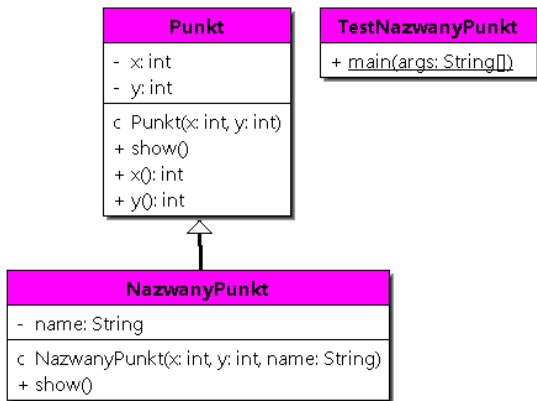 Punkt
- x: int
- y: int
c Punkt(x: int, y: int)
+ show()
+ x(): int
+ y(): int
TestNazwanyPunkt
+ main(args: String[])
NazwanyPunkt
- name: String
c NazwanyPunkt(x: int, y: int, name: String)
+ show()